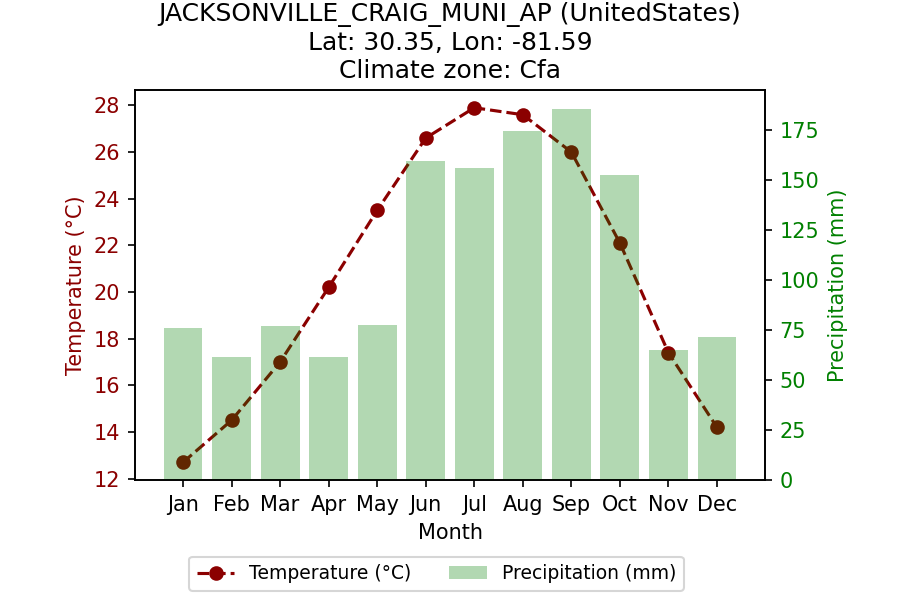 JACKSONVILLE_CRAIG_MUNI_AP (UnitedStates)
Lat: 30.35, Lon: -81.59
Climate zone: Cfa
Temperature (°C)
28
26
24
22
20
18
16
14
12
Precipitation (mm)
175
150
125
100
75
50
25
0
Jan Feb Mar Apr May Jun Jul Aug Sep Oct Nov Dec
Month
Temperature (°C) Precipitation (mm)